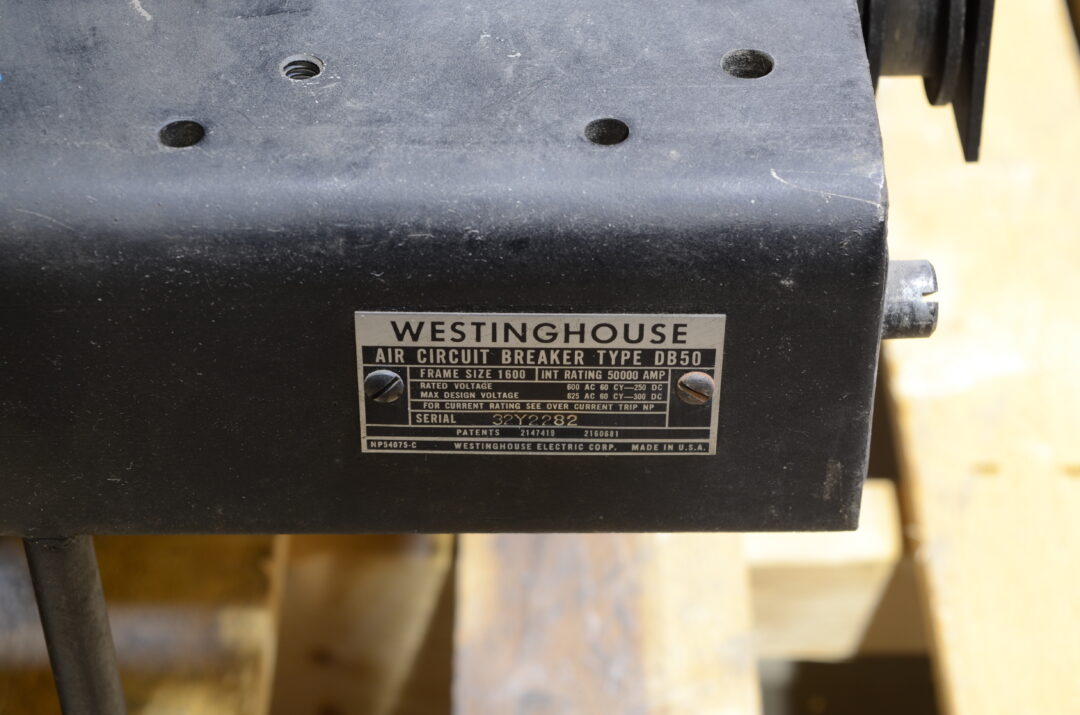 WESTINGHOUSE
AIR CIRCUIT BREAKER TYPE DB50
FRAME SIZE 1600 INT RATING 50000 AMP
RATED VOLTAGE 600 AC 60 CY—250 DC
MAX DESIGN VOLTAGE 625 AC 60 CY—300 DC
FOR CURRENT RATING SEE OVER CURRENT TRIP NP
SERIAL 32Y2282
PATENTS 2147419 2160681
NP54075-C WESTINGHOUSE ELECTRIC CORP. MADE IN U.S.A.